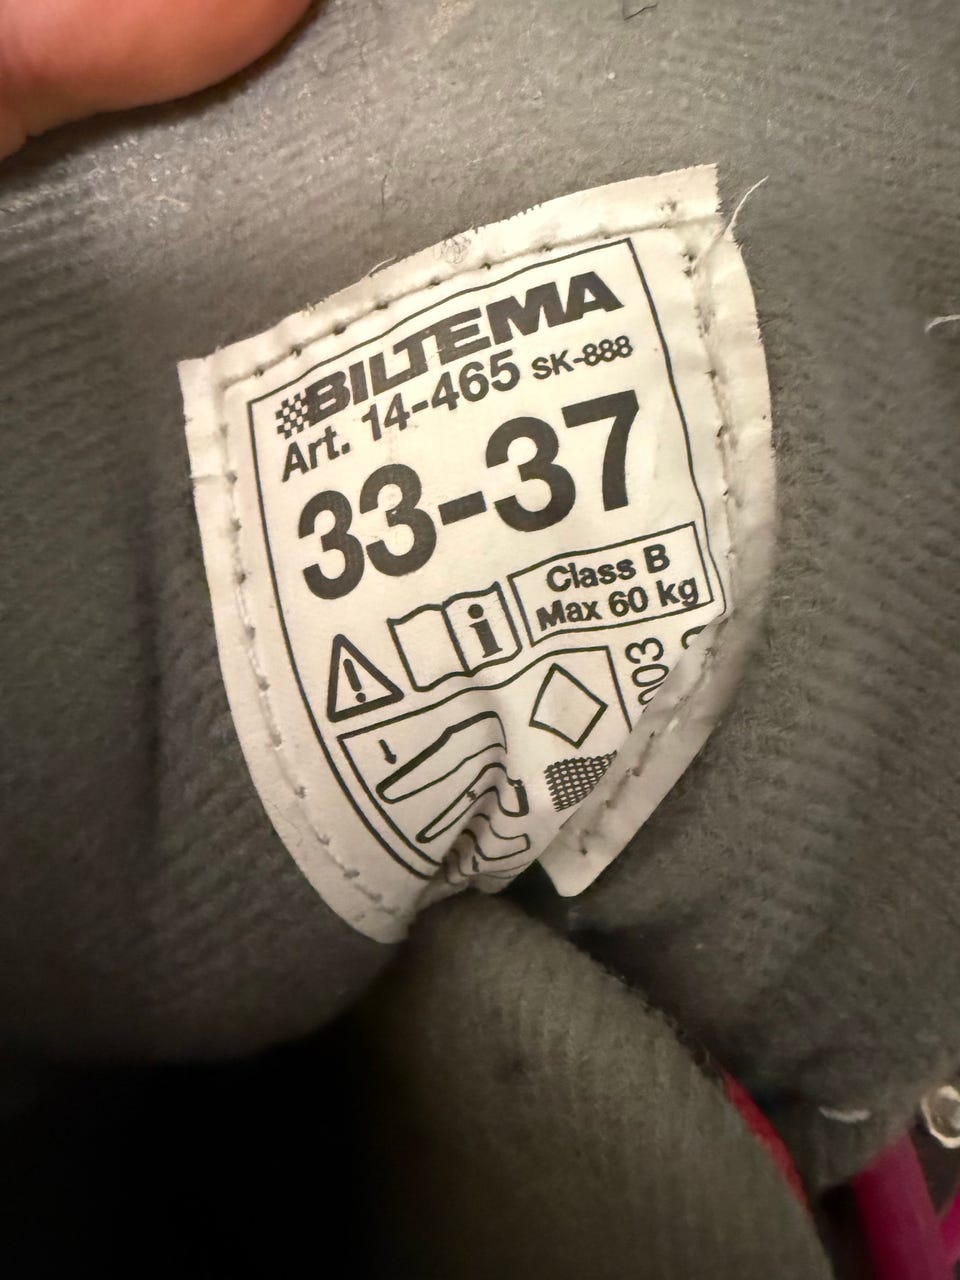 BILTEMA
Art. 14-465 SK-888
33-37
i
Class B
Max 60 kg